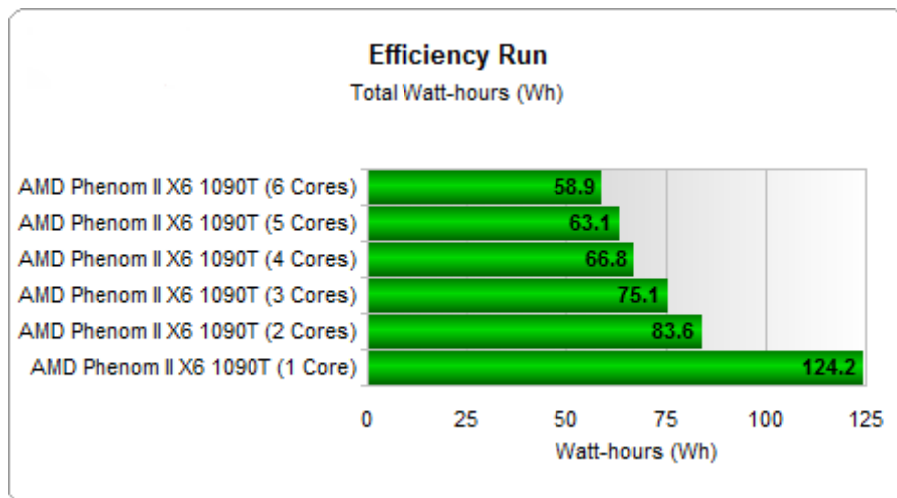 Efficiency Run
Total Watt-hours (Wh)
AMD Phenom II X6 1090T (6 Cores) 58.9
AMD Phenom II X6 1090T (5 Cores) 63.1
AMD Phenom II X6 1090T (4 Cores) 66.8
AMD Phenom II X6 1090T (3 Cores) 75.1
AMD Phenom II X6 1090T (2 Cores) 83.6
AMD Phenom II X6 1090T (1 Core) 124.2
0 25 50 75 100 125
Watt-hours (Wh)